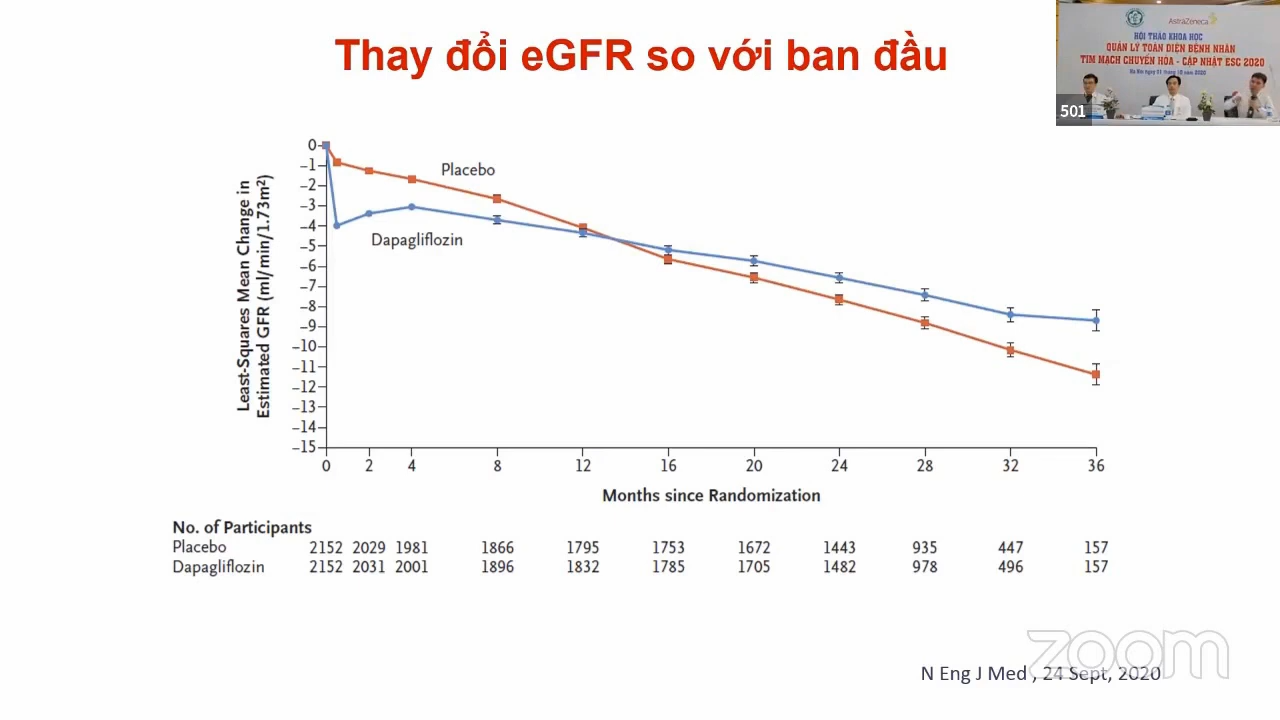 Thay đổi eGFR so với ban đầu
AstraZeneca
HỘI THẢO KHOA HỌC
QUẢN LÝ TOÀN DIỆN BỆNH NHÂN
TIM MẠCH CHUYỂN HÓA - CẬP NHẬT ESC 2020
501
Least-Squares Mean Change in
Estimated GFR (ml/min/1.73m²)
0
−1
−2
−3
−4
−5
−6
−7
−8
−9
−10
−11
−12
−13
−14
−15
Placebo
Dapagliflozin
0 2 4 8 12 16 20 24 28 32 36
Months since Randomization
No. of Participants
Placebo 2152 2029 1981 1866 1795 1753 1672 1443 935 447 157
Dapagliflozin 2152 2031 2001 1896 1832 1785 1705 1482 978 496 157
zoom
N Eng J Med , 24 Sept, 2020